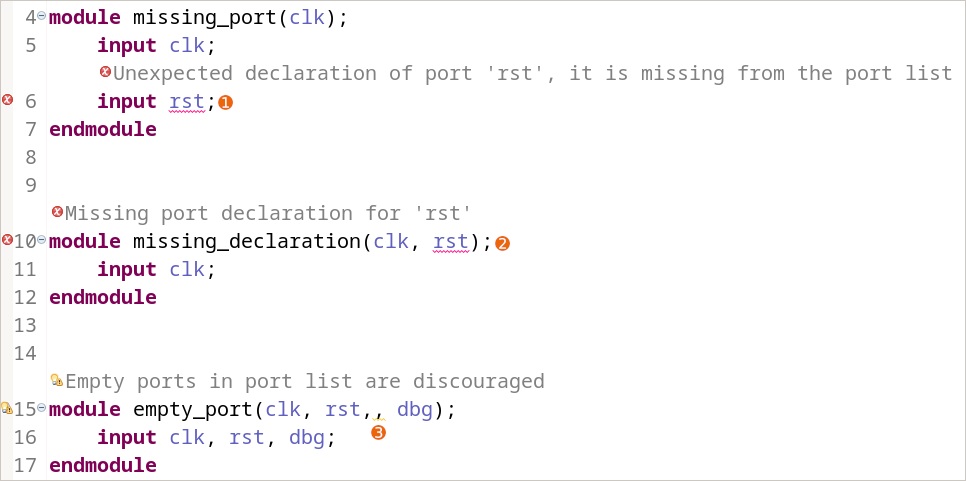 4 module missing_port(clk);
5 input clk;
Unexpected declaration of port 'rst', it is missing from the port list
6 input rst; 1
7 endmodule
8
9
Missing port declaration for 'rst'
10 module missing_declaration(clk, rst); 2
11 input clk;
12 endmodule
13
14
Empty ports in port list are discouraged
15 module empty_port(clk, rst,, dbg);
16 input clk, rst, dbg; 3
17 endmodule